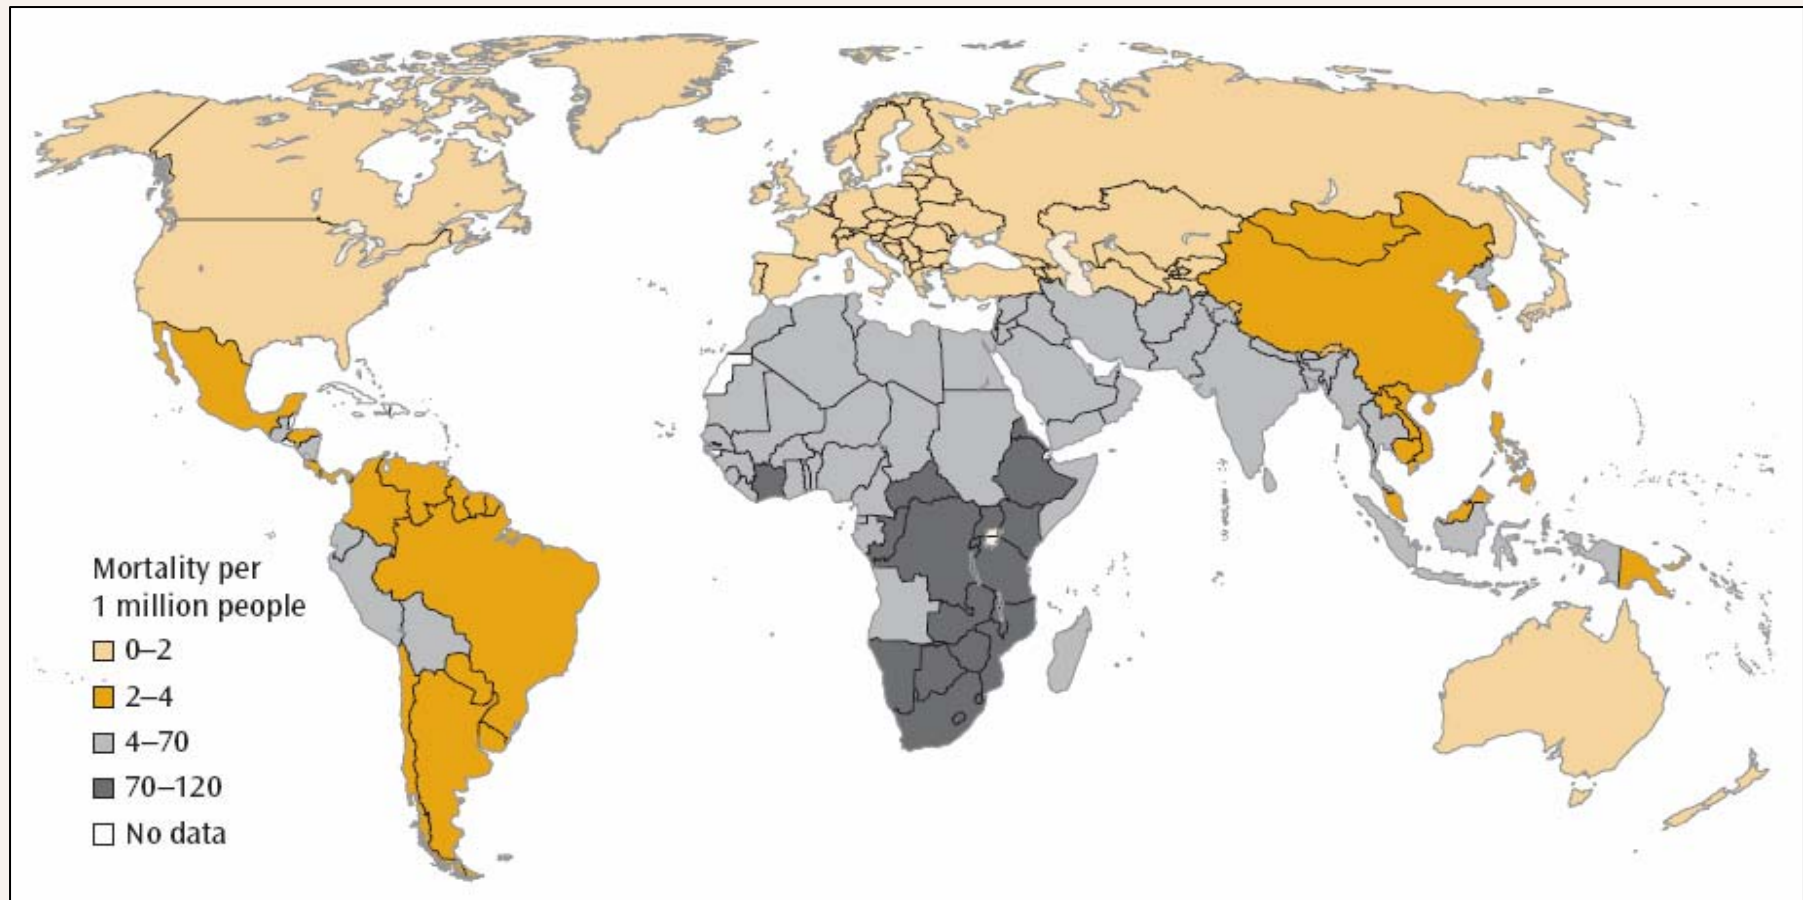 Mortality per
1 million people
0–2
2–4
4–70
70–120
No data